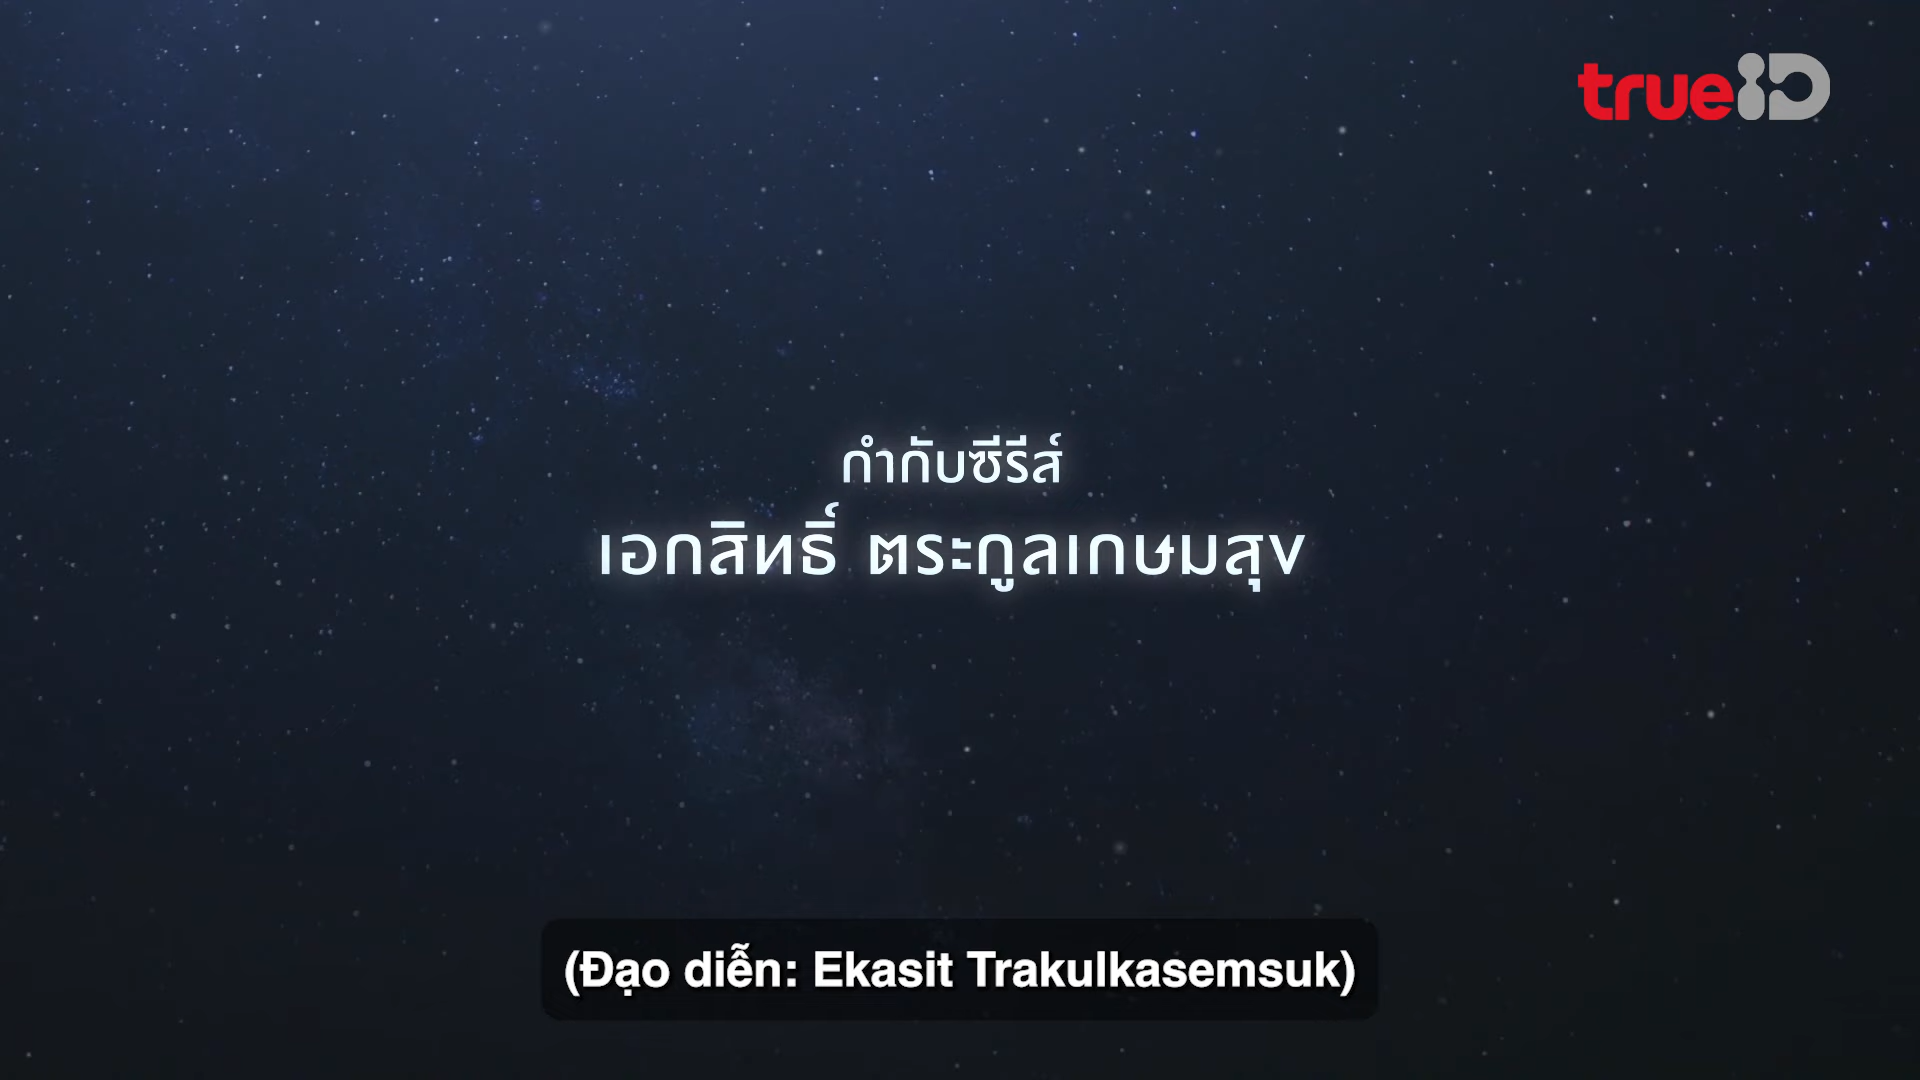 trueID
กำกับซีรีส์
เอกสิทธิ์ ตระกูลเกษมสุข
(Đạo diễn: Ekasit Trakulkasemsuk)